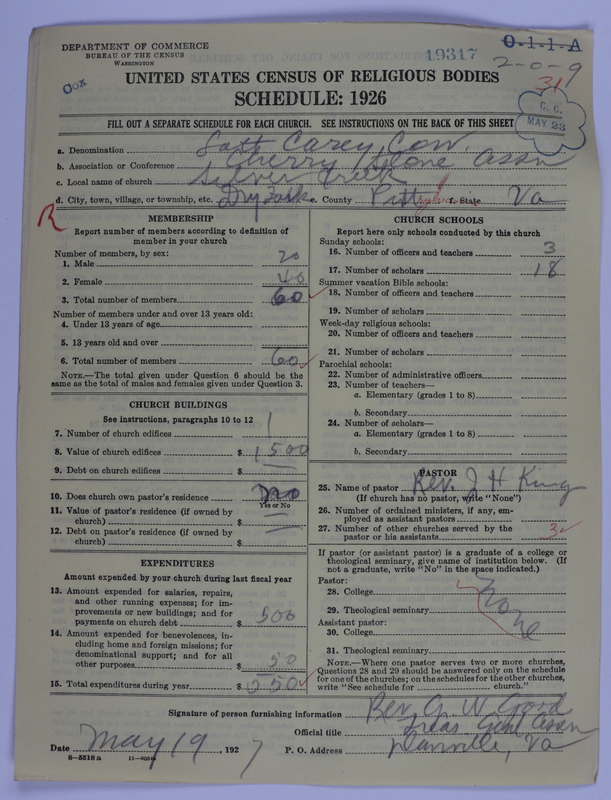 DEPARTMENT OF COMMERCE
BUREAU OF THE CENSUS
WASHINGTON
19317
O-1-1-A
2-0-9
31
UNITED STATES CENSUS OF RELIGIOUS BODIES
SCHEDULE: 1926
C. C.
MAY 23
FILL OUT A SEPARATE SCHEDULE FOR EACH CHURCH. SEE INSTRUCTIONS ON THE BACK OF THIS SHEET
a. Denomination Lott Carey Con.
b. Association or Conference Cherry Stone Assn
c. Local name of church Silver Creek
d. City, town, village, or township, etc. Dry Fork e. County Pitts f. State Va
R
MEMBERSHIP
Report number of members according to definition of
member in your church
Number of members, by sex:
1. Male 20
2. Female 40
3. Total number of members 60
Number of members under and over 13 years old:
4. Under 13 years of age
5. 13 years old and over
6. Total number of members 60
NOTE.—The total given under Question 6 should be the
same as the total of males and females given under Question 3.
CHURCH BUILDINGS
See instructions, paragraphs 10 to 12
7. Number of church edifices 1
8. Value of church edifices $ 1500
9. Debt on church edifices $
10. Does church own pastor's residence no
Yes or No
11. Value of pastor's residence (if owned by
church) $
12. Debt on pastor's residence (if owned by
church) $
EXPENDITURES
Amount expended by your church during last fiscal year
13. Amount expended for salaries, repairs,
and other running expenses; for im-
provements or new buildings; and for
payments on church debt $ 500
14. Amount expended for benevolences, in-
cluding home and foreign missions; for
denominational support; and for all
other purposes $ 50
15. Total expenditures during year $ 550
CHURCH SCHOOLS
Report here only schools conducted by this church
Sunday schools:
16. Number of officers and teachers 3
17. Number of scholars 18
Summer vacation Bible schools:
18. Number of officers and teachers
19. Number of scholars
Week-day religious schools:
20. Number of officers and teachers
21. Number of scholars
Parochial schools:
22. Number of administrative officers
23. Number of teachers—
a. Elementary (grades 1 to 8)
b. Secondary
24. Number of scholars—
a. Elementary (grades 1 to 8)
b. Secondary
PASTOR
25. Name of pastor Rev. J H King
(If church has no pastor, write "None")
26. Number of ordained ministers, if any, em-
ployed as assistant pastors
27. Number of other churches served by the
pastor or his assistants
If pastor (or assistant pastor) is a graduate of a college or
theological seminary, give name of institution below. (If
not a graduate, write "No" in the space indicated.)
Pastor:
28. College
29. Theological seminary
None
Assistant pastor:
30. College
31. Theological seminary
NOTE.—Where one pastor serves two or more churches,
Questions 28 and 29 should be answered only on the schedule
for one of the churches; on the schedules for the other churches,
write "See schedule for church."
Signature of person furnishing information Rev. G. W. Good
Official title Treas Genl Assn
Date May 19, 1927 P. O. Address Danville, Va
8-5518a